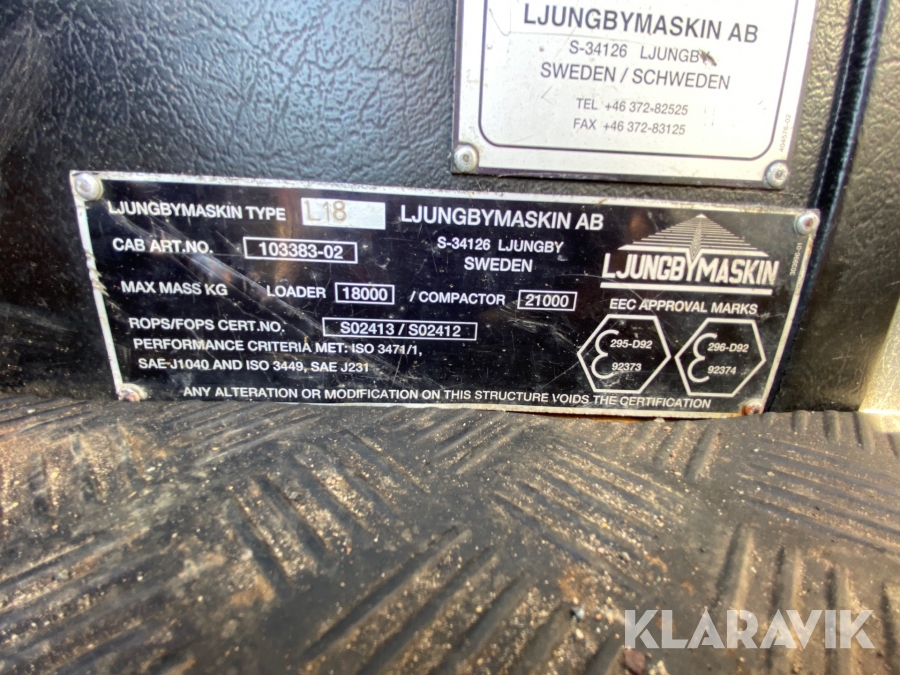 LJUNGBYMASKIN AB
S-34126 LJUNGBY
SWEDEN / SCHWEDEN
TEL +46 372-82525
FAX +46 372-83125
404578-02
LJUNGBYMASKIN TYPE L18 LJUNGBYMASKIN AB
CAB ART.NO. 103383-02 S-34126 LJUNGBY
SWEDEN
LJUNGBYMASKIN
MAX MASS KG LOADER 18000 / COMPACTOR 21000 EEC APPROVAL MARKS
ROPS/FOPS CERT.NO. S02413 / S02412
PERFORMANCE CRITERIA MET: ISO 3471/1,
SAE-J1040 AND ISO 3449, SAE J231
295-D92
92373
296-D92
92374
ANY ALTERATION OR MODIFICATION ON THIS STRUCTURE VOIDS THE CERTIFICATION
KLARAVIK